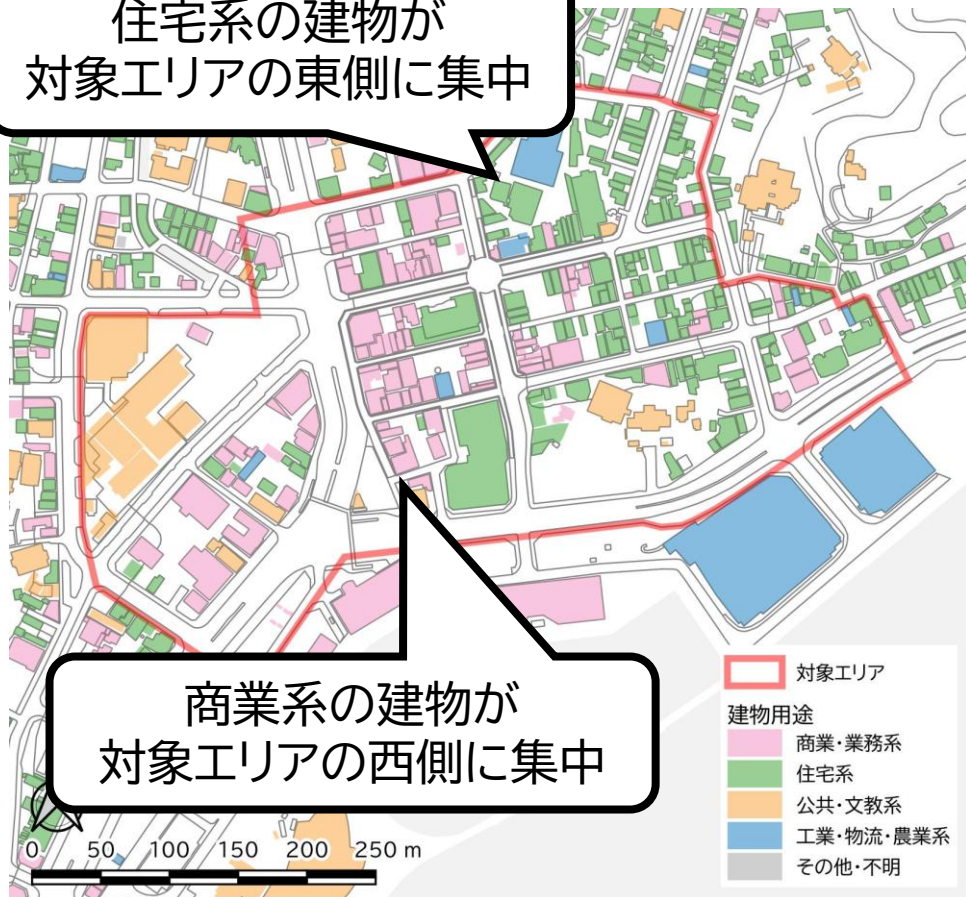 住宅系の建物が
対象エリアの東側に集中
商業系の建物が
対象エリアの西側に集中
対象エリア
建物用途
商業・業務系
住宅系
公共・文教系
工業・物流・農業系
その他・不明
0 50 100 150 200 250 m